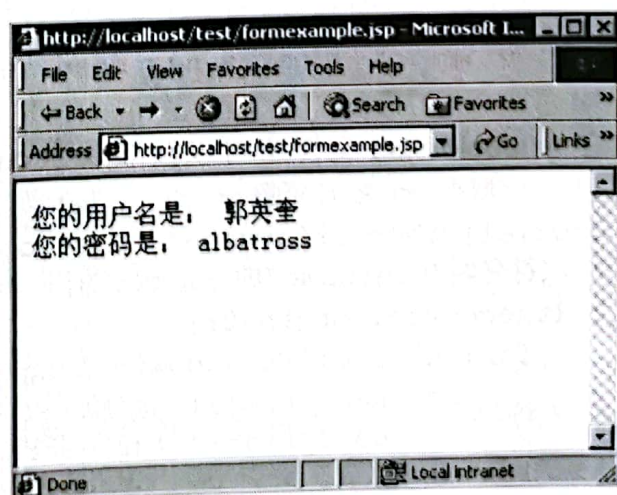 http://localhost/test/formexample.jsp - Microsoft I...
File Edit View Favorites Tools Help
Back Search Favorites »
Address http://localhost/test/formexample.jsp Go Links »
您的用户名是: 郭英奎
您的密码是: albatross
Done Local intranet